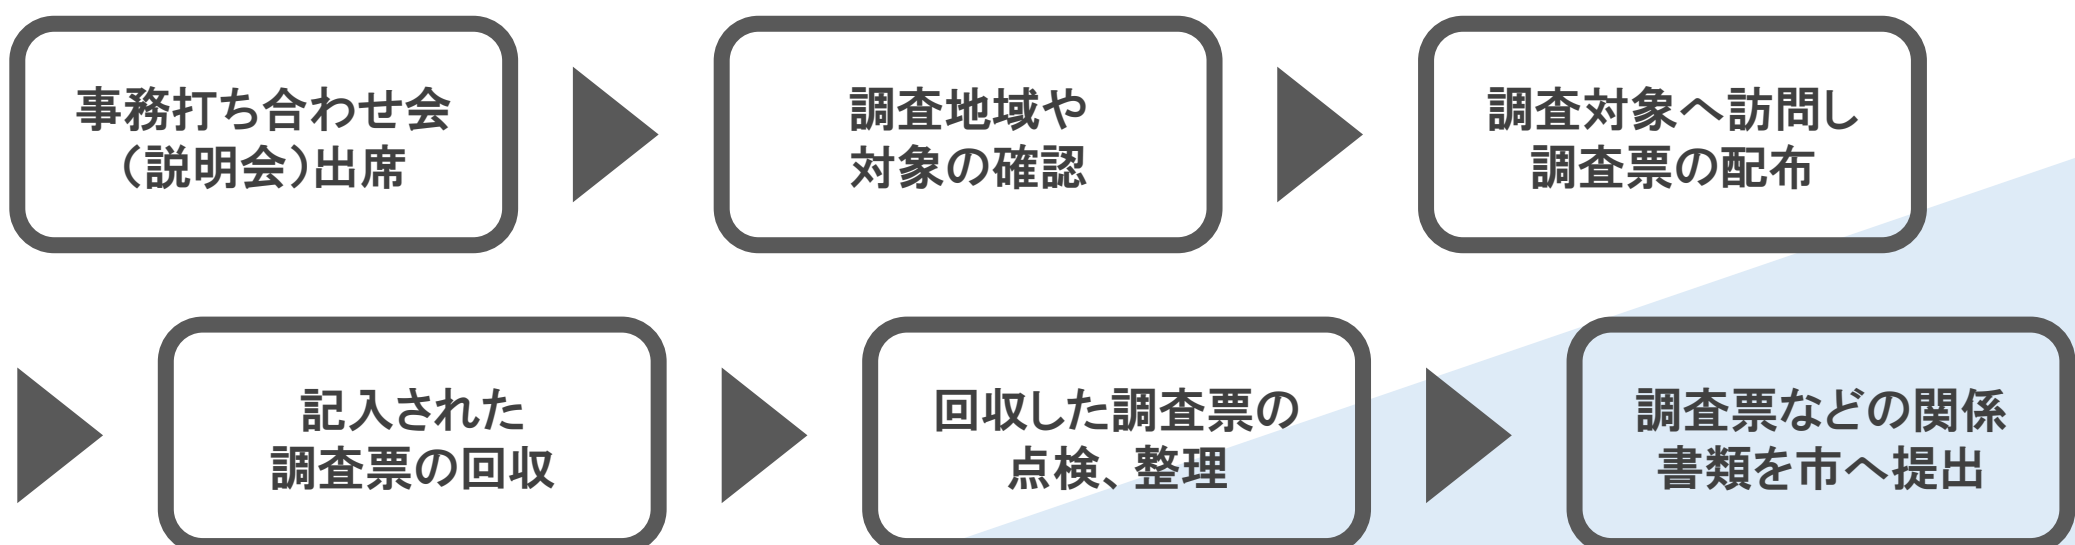 事務打ち合わせ会
（説明会）出席
調査地域や
対象の確認
調査対象へ訪問し
調査票の配布
記入された
調査票の回収
回収した調査票の
点検、整理
調査票などの関係
書類を市へ提出